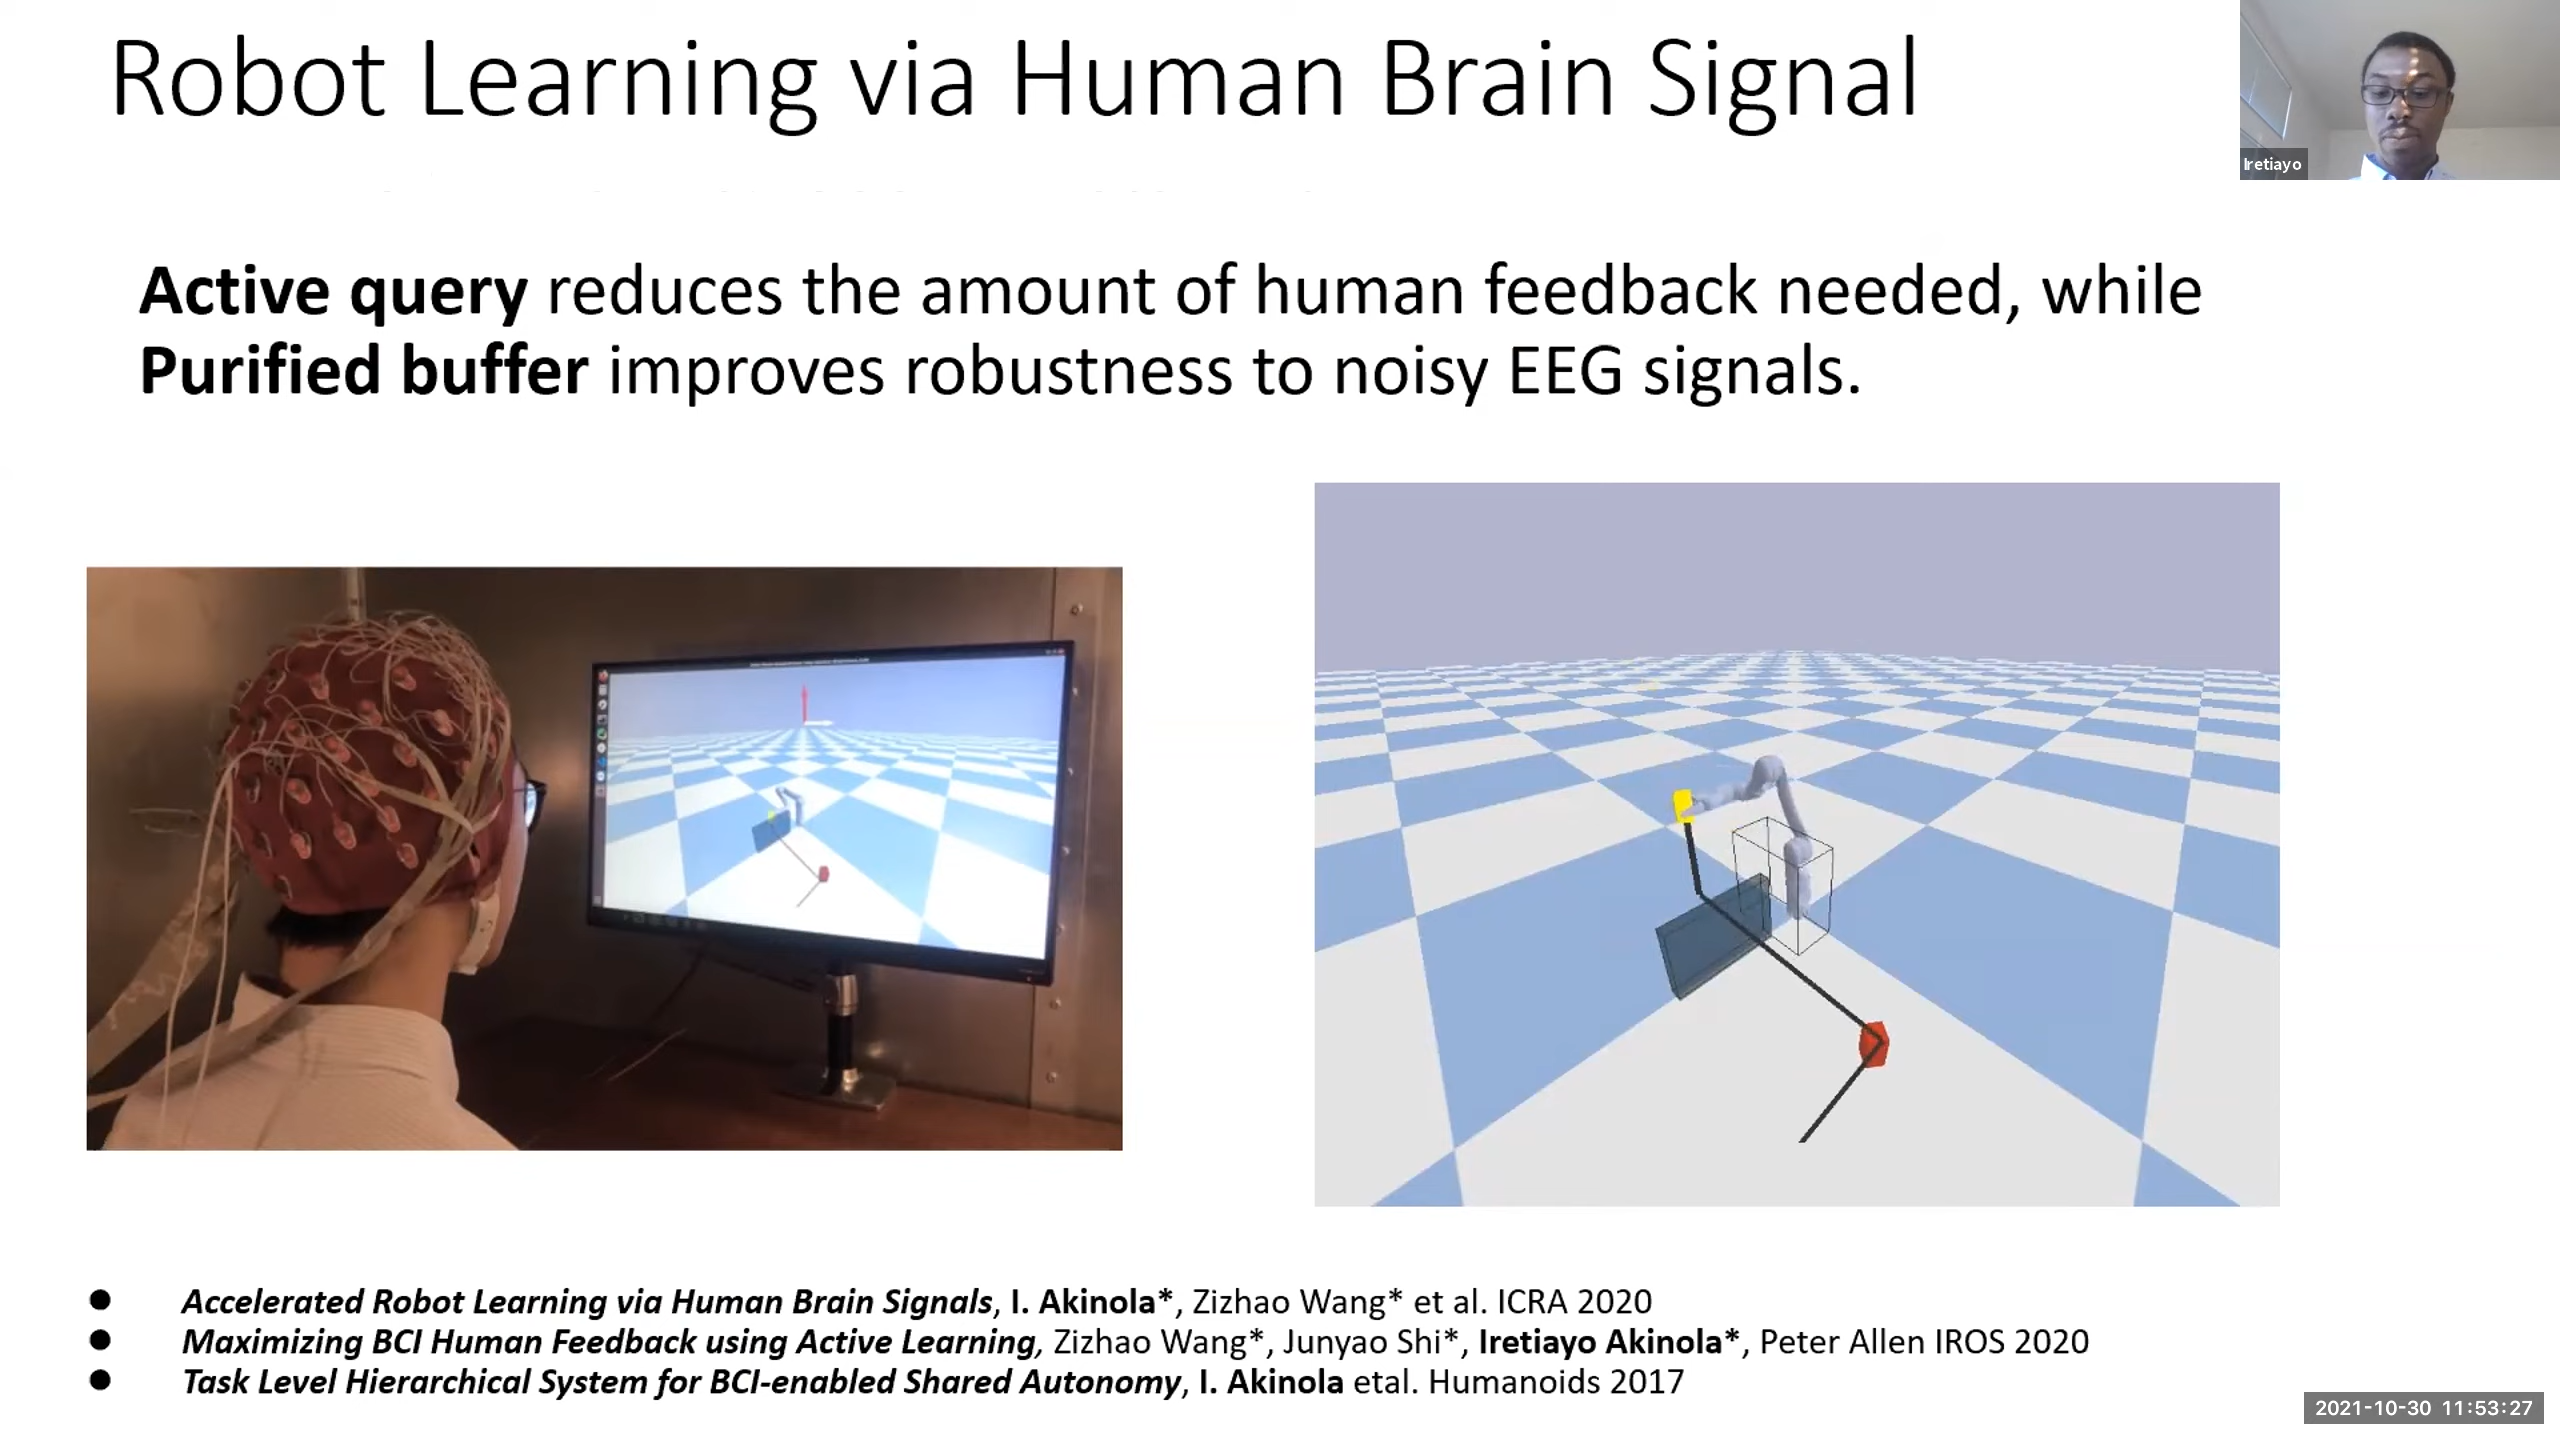 Robot Learning via Human Brain Signal
Iretiayo
Active query reduces the amount of human feedback needed, while
Purified buffer improves robustness to noisy EEG signals.
● Accelerated Robot Learning via Human Brain Signals, I. Akinola*, Zizhao Wang* et al. ICRA 2020
● Maximizing BCI Human Feedback using Active Learning, Zizhao Wang*, Junyao Shi*, Iretiayo Akinola*, Peter Allen IROS 2020
● Task Level Hierarchical System for BCI-enabled Shared Autonomy, I. Akinola etal. Humanoids 2017
2021-10-30 11:53:27